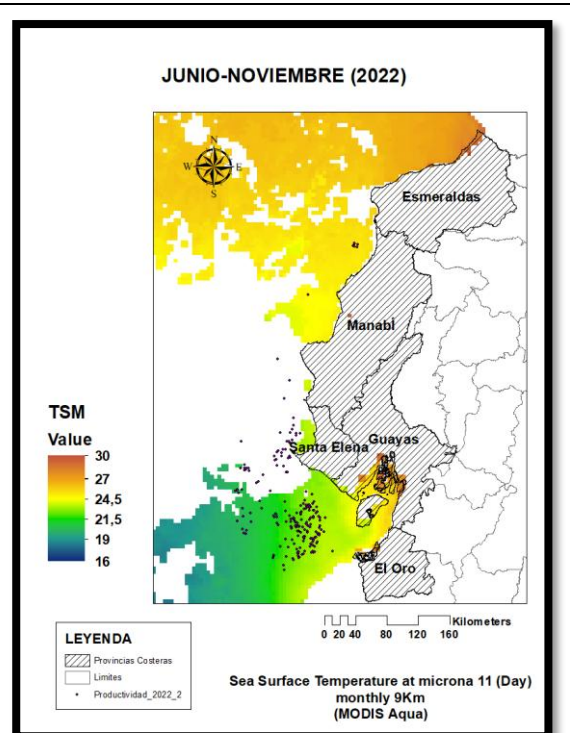 JUNIO-NOVIEMBRE (2022)
N
W E
S
Esmeraldas
Manabí
Santa Elena
Guayas
El Oro
TSM
Value
30
27
24,5
21,5
19
16
Kilometers
0 20 40 80 120 160
LEYENDA
Provincias Costeras
Limites
Productividad_2022_2
Sea Surface Temperature at microna 11 (Day)
monthly 9Km
(MODIS Aqua)